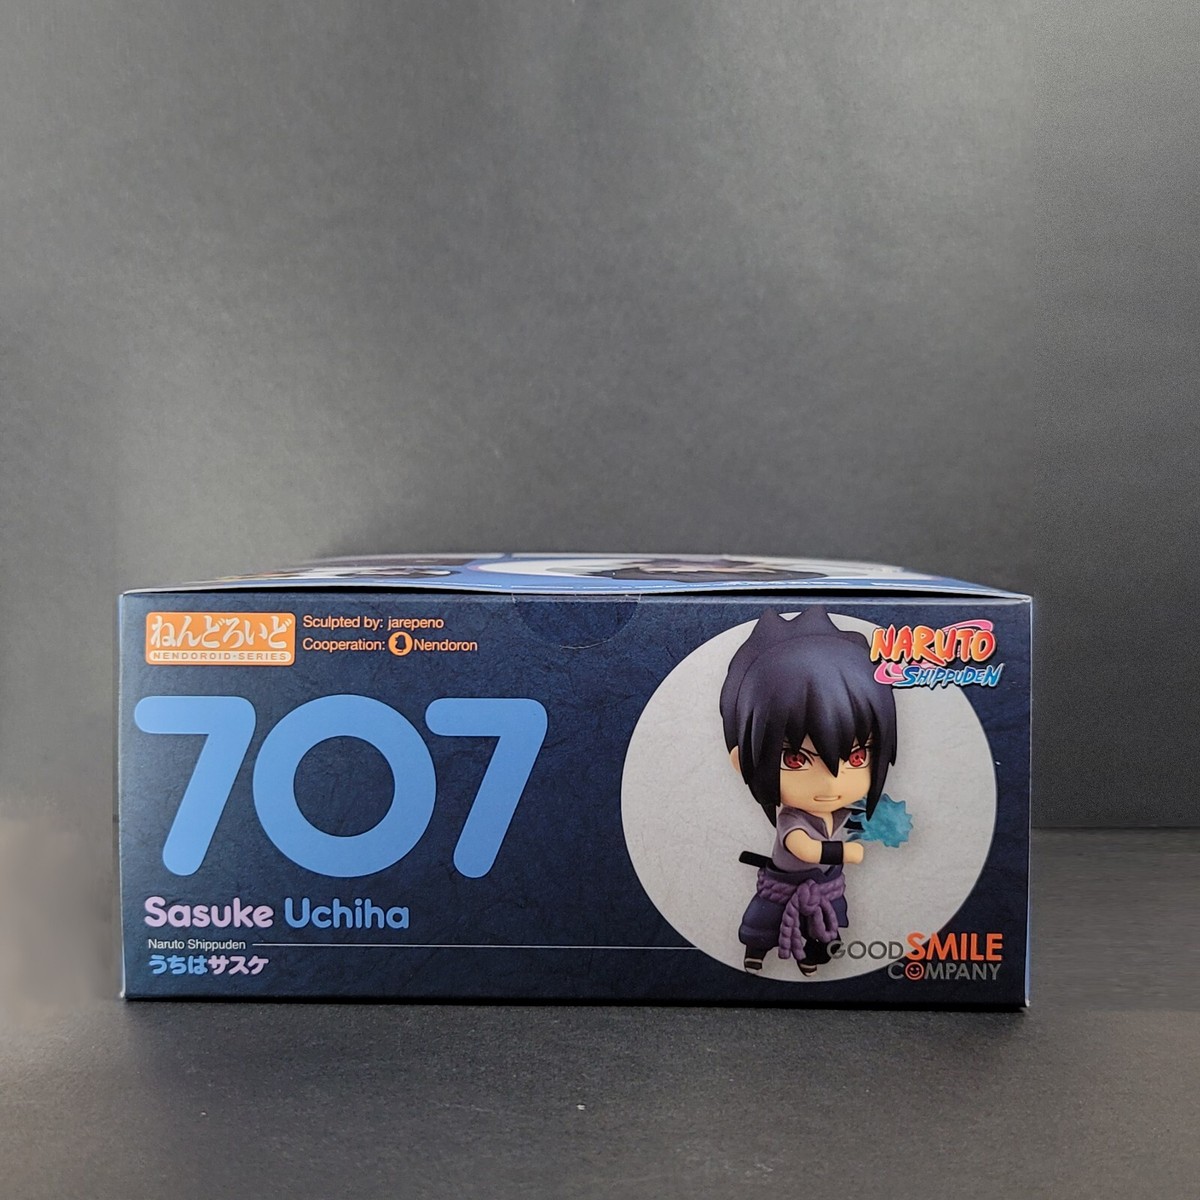 ねんどろいど
NENDOROID•SERIES
Sculpted by: jarepeno
Cooperation: Nendoron
NARUTO
SHIPPUDEN
707
Sasuke Uchiha
Naruto Shippuden
うちはサスケ
GOOD SMILE
COMPANY